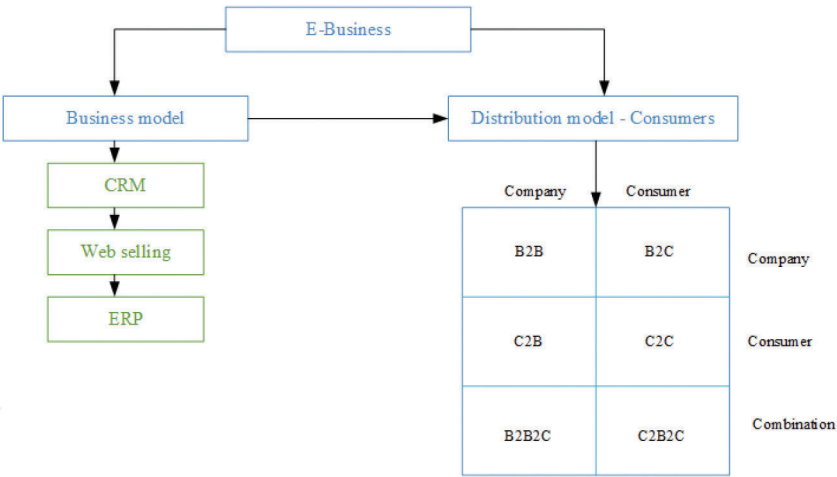 E-Business
Business model
Distribution model - Consumers
CRM
Web selling
ERP
Company Consumer
B2B B2C Company
C2B C2C Consumer
B2B2C C2B2C Combination